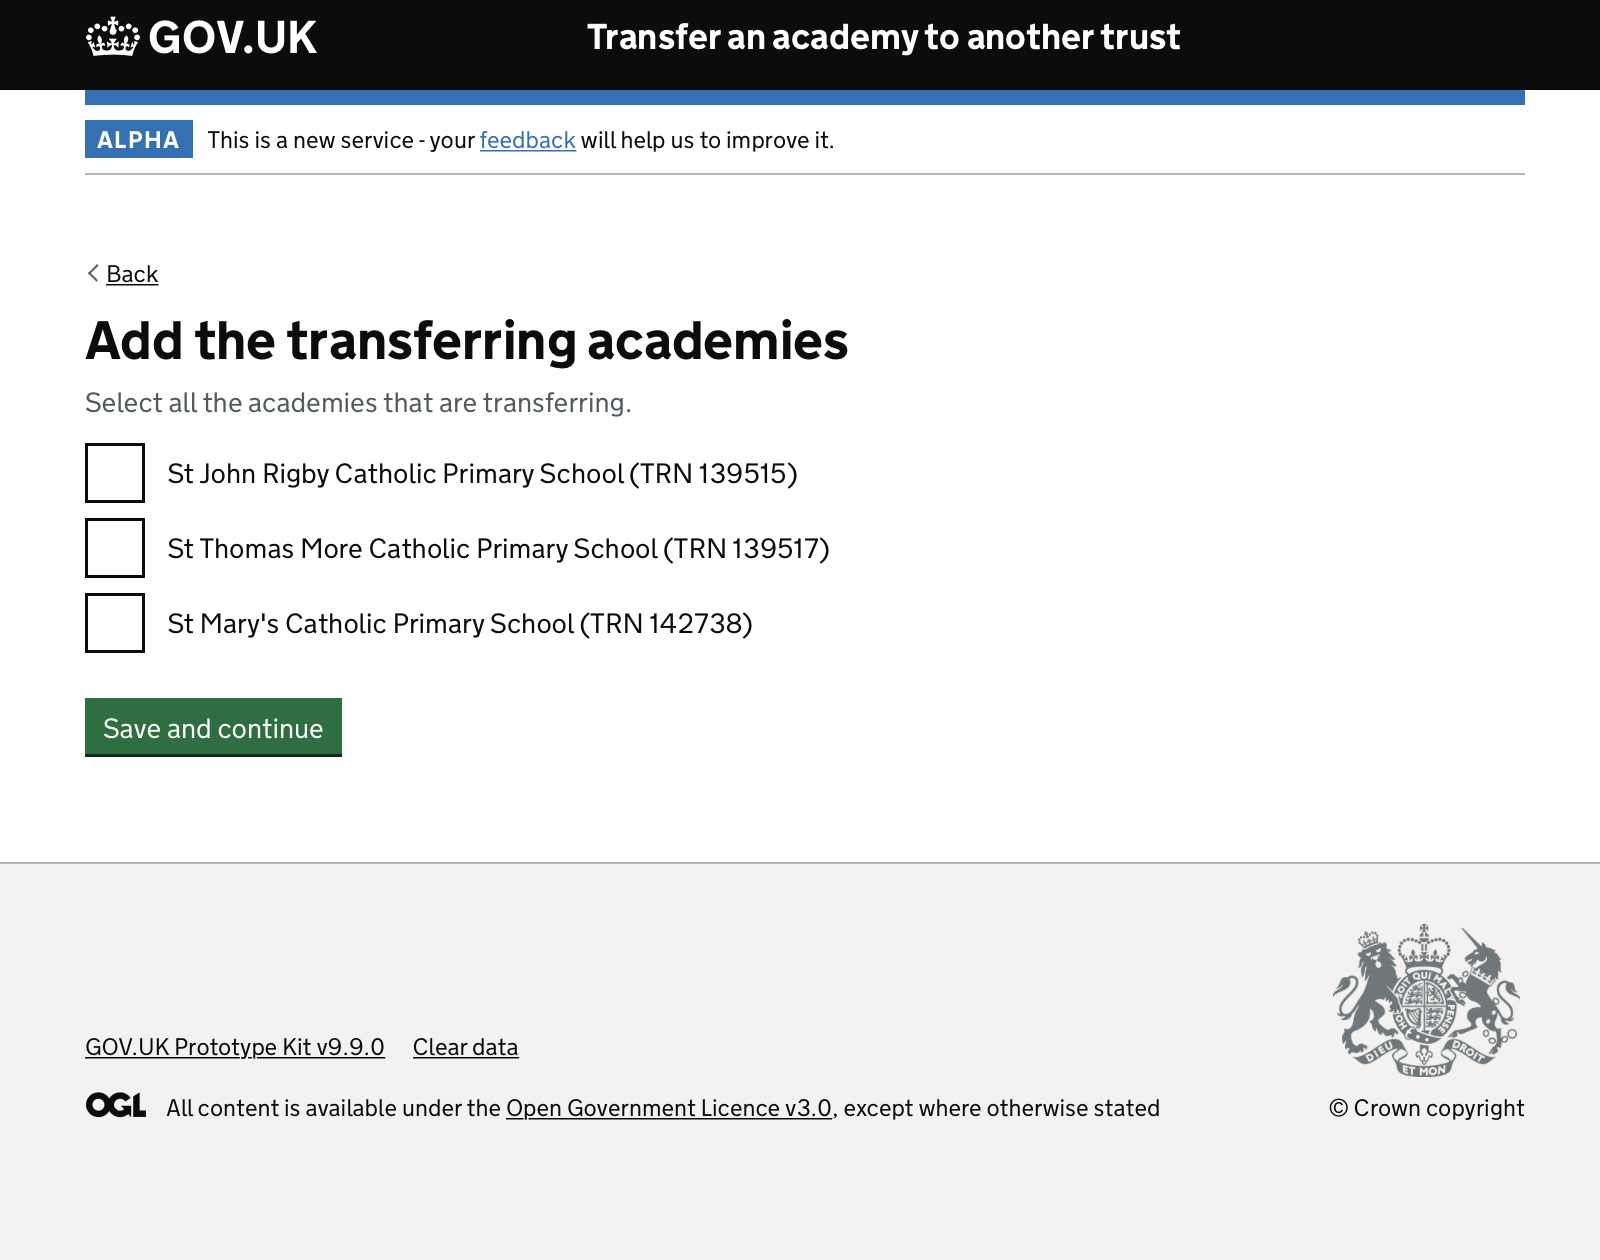 GOV.UK
Transfer an academy to another trust
ALPHA This is a new service - your feedback will help us to improve it.
Back
Add the transferring academies
Select all the academies that are transferring.
St John Rigby Catholic Primary School (TRN 139515)
St Thomas More Catholic Primary School (TRN 139517)
St Mary's Catholic Primary School (TRN 142738)
Save and continue
GOV.UK Prototype Kit v9.9.0 Clear data
OGL All content is available under the Open Government Licence v3.0, except where otherwise stated
DIEU ET MON DROIT
© Crown copyright